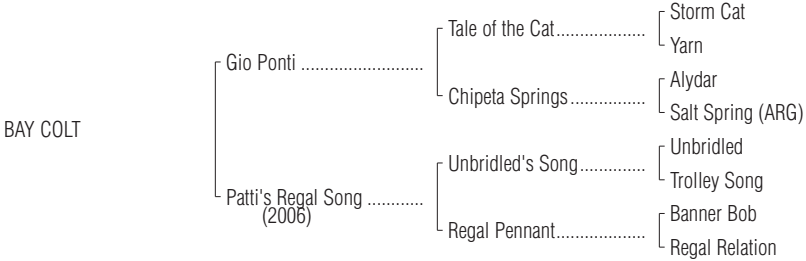 Storm Cat
Tale of the Cat...................
Yarn
Gio Ponti ..........................
Alydar
Chipeta Springs................
Salt Spring (ARG)
BAY COLT
Unbridled
Unbridled's Song..............
Trolley Song
Patti's Regal Song ............
(2006)
Banner Bob
Regal Pennant...................
Regal Relation